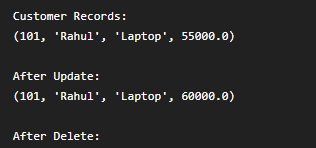 Customer Records:
(101, 'Rahul', 'Laptop', 55000.0)
After Update:
(101, 'Rahul', 'Laptop', 60000.0)
After Delete: